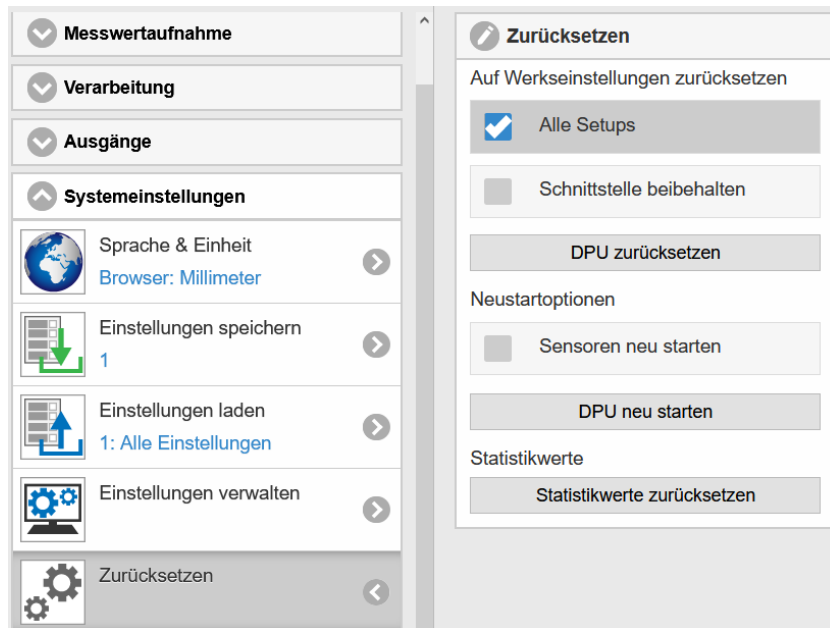 Messwertaufnahme
Verarbeitung
Ausgänge
Systemeinstellungen
Sprache & Einheit
Browser: Millimeter
Einstellungen speichern
1
Einstellungen laden
1: Alle Einstellungen
Einstellungen verwalten
Zurücksetzen
Zurücksetzen
Auf Werkseinstellungen zurücksetzen
Alle Setups
Schnittstelle beibehalten
DPU zurücksetzen
Neustartoptionen
Sensoren neu starten
DPU neu starten
Statistikwerte
Statistikwerte zurücksetzen